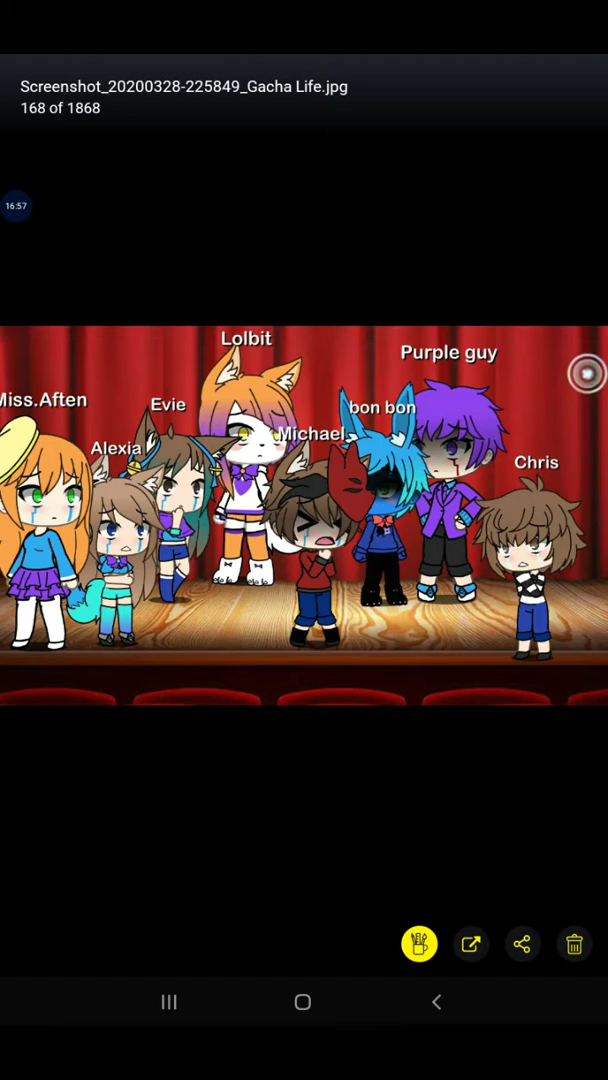 Screenshot_20200328-225849_Gacha Life.jpg
168 of 1868
16:57
Lolbit
Purple guy
Miss.Aften
Evie
bon bon
Michael
Alexia
Chris